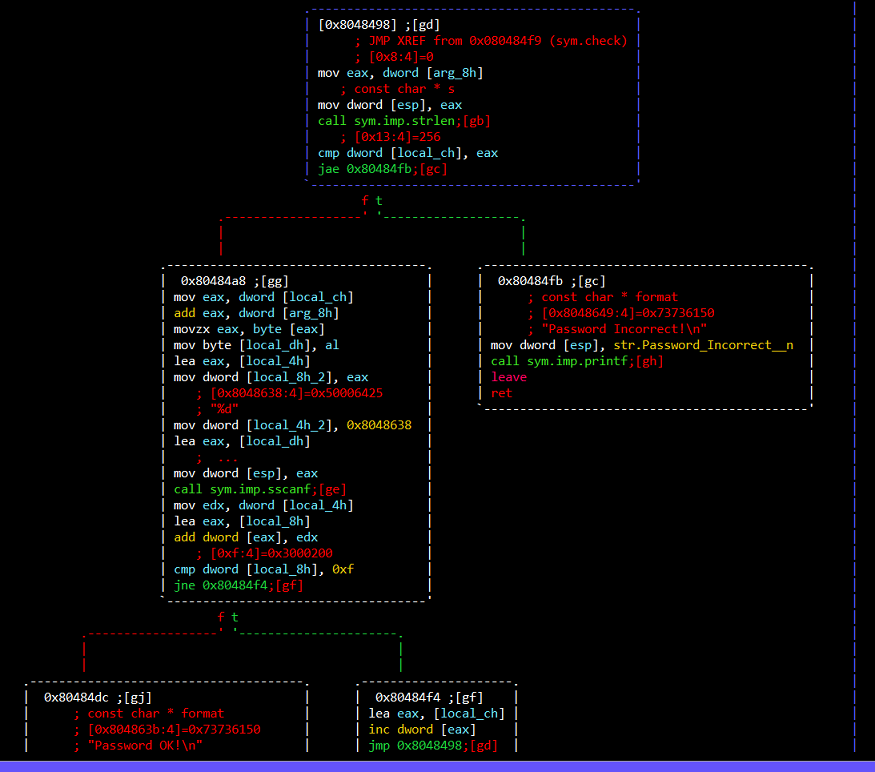 [0x8048498] ;[gd]
; JMP XREF from 0x080484f9 (sym.check)
; [0x8:4]=0
mov eax, dword [arg_8h]
; const char * s
mov dword [esp], eax
call sym.imp.strlen;[gb]
; [0x13:4]=256
cmp dword [local_ch], eax
jae 0x80484fb;[gc]
f t
0x80484a8 ;[gg]
mov eax, dword [local_ch]
add eax, dword [arg_8h]
movzx eax, byte [eax]
mov byte [local_dh], al
lea eax, [local_4h]
mov dword [local_8h_2], eax
; [0x8048638:4]=0x50006425
; "%d"
mov dword [local_4h_2], 0x8048638
lea eax, [local_dh]
; ...
mov dword [esp], eax
call sym.imp.sscanf;[ge]
mov edx, dword [local_4h]
lea eax, [local_8h]
add dword [eax], edx
; [0xf:4]=0x3000200
cmp dword [local_8h], 0xf
jne 0x80484f4;[gf]
0x80484fb ;[gc]
; const char * format
; [0x8048649:4]=0x73736150
; "Password Incorrect!\n"
mov dword [esp], str.Password_Incorrect__n
call sym.imp.printf;[gh]
leave
ret
f t
0x80484dc ;[gj]
; const char * format
; [0x804863b:4]=0x73736150
; "Password OK!\n"
0x80484f4 ;[gf]
lea eax, [local_ch]
inc dword [eax]
jmp 0x8048498;[gd]